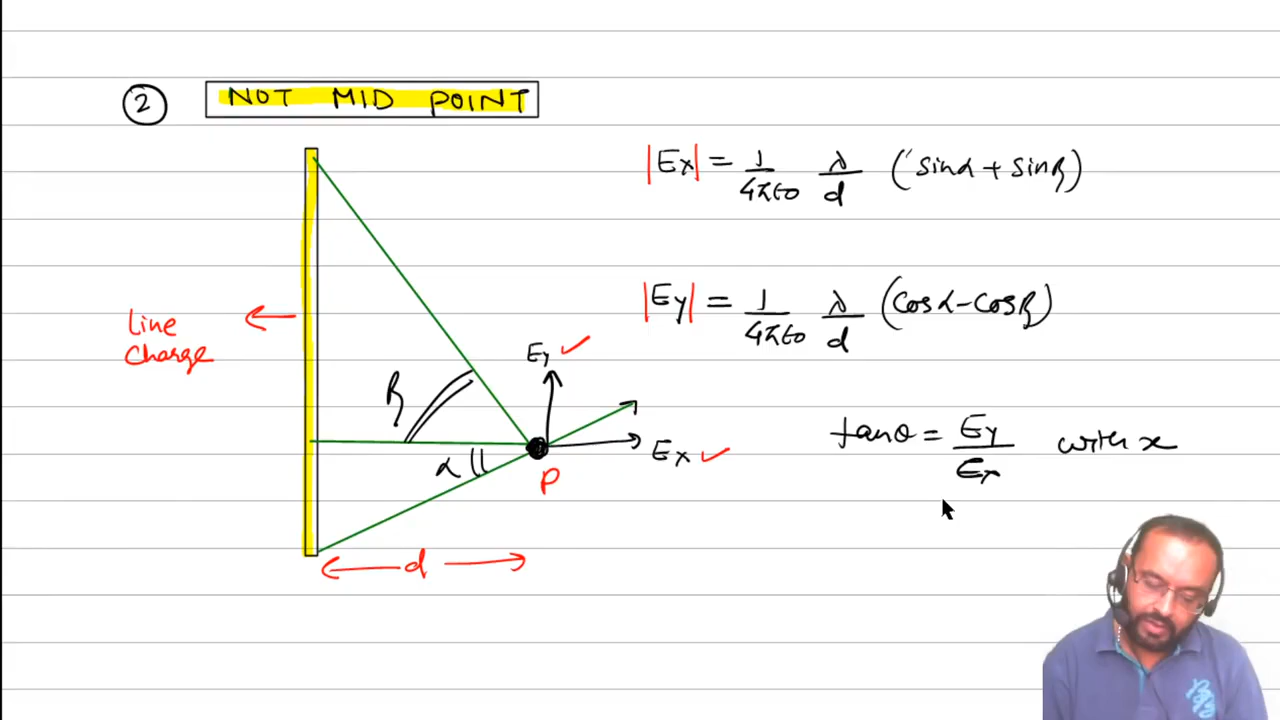 2 NOT MID POINT
|Ex| = 1/4πε0 λ/d (sinα + sinβ)
|Ey| = 1/4πε0 λ/d (cosα - cosβ)
Line
Charge
Ey
β
tanθ = Ey/Ex with x
Ex
α
P
d